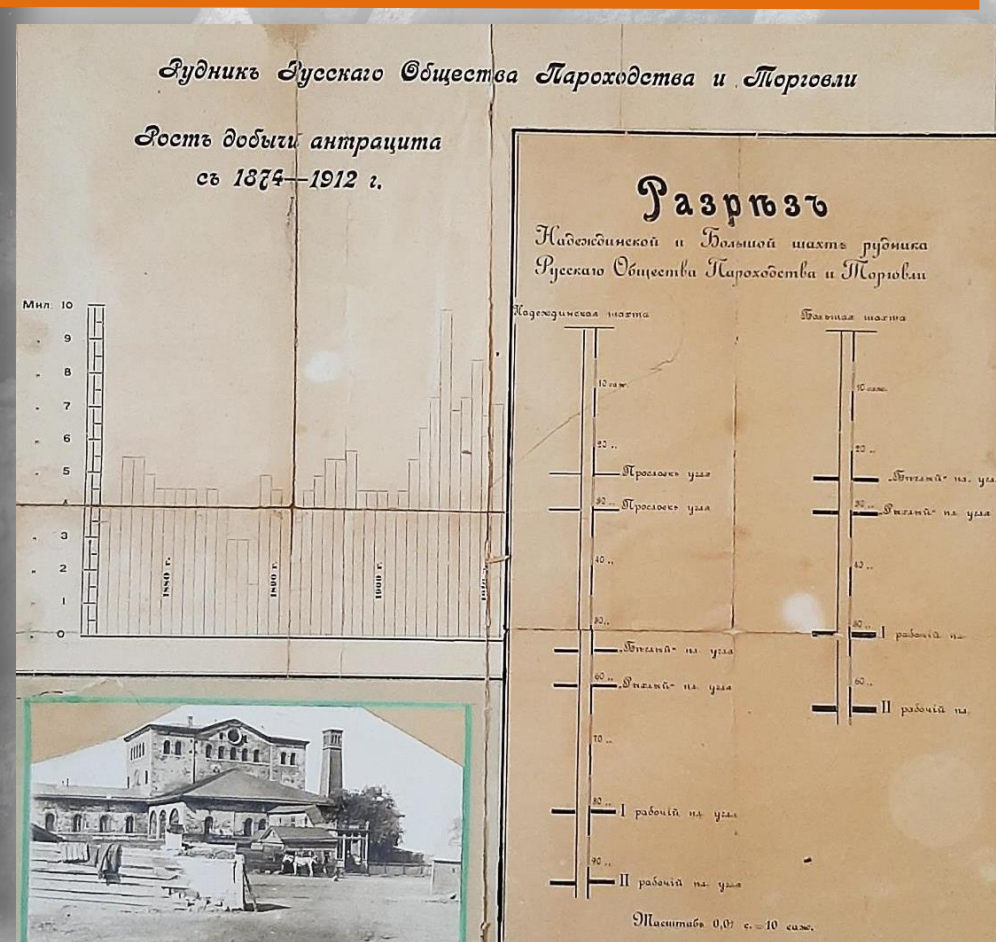 Рудникъ Русскаго Общества Пароходства и Торговли
Ростъ добычи антрацита
съ 1874—1912 г.
Мил. 10
" 9
" 8
" 7
" 6
" 5
" 4
" 3
" 2
" 1
" 0
1880 г.
1890 г.
1900 г.
Разрѣзъ
Надеждинской и Большой шахтъ рудника
Русскаго Общества Пароходства и Торговли
Надеждинская шахта
10 саж.
20 ..
Прослоекъ угля
30 ..
Прослоекъ угля
40 ..
50 ..
„Бѣглый" пл. угля
60 ..
„Рыхлый" пл. угля
70 ..
80 ..
I рабочій пл. угля
90 ..
II рабочій пл. угля
Большая шахта
10 саж.
20 ..
„Бѣглый" пл. угля
30 ..
„Рыхлый" пл. угля
40 ..
50 ..
I рабочій пл.
60 ..
II рабочій пл.
Масштабъ 0,01 с. = 10 саж.